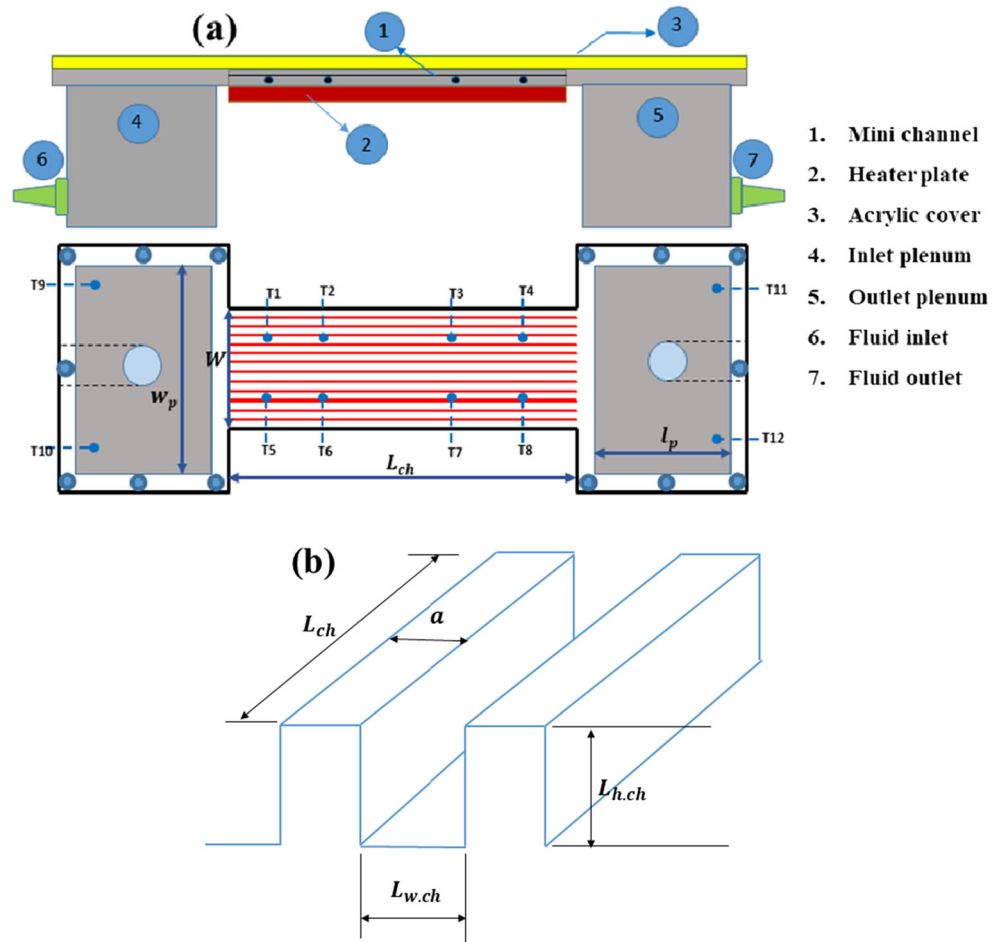 (a)
1
3
4
5
2
6
7
1. Mini channel
2. Heater plate
3. Acrylic cover
4. Inlet plenum
5. Outlet plenum
6. Fluid inlet
7. Fluid outlet
T9
T1
T2
T3
T4
T11
W
w_p
T10
T5
T6
T7
T8
l_p
T12
L_ch
(b)
L_ch
a
L_h.ch
L_w.ch